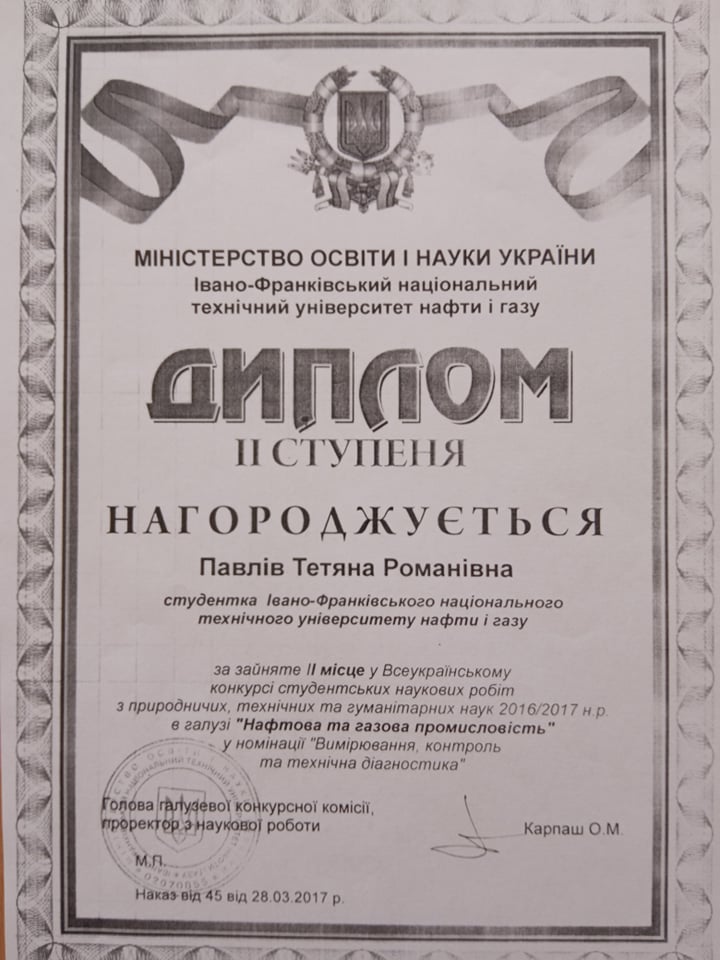 МІНІСТЕРСТВО ОСВІТИ І НАУКИ УКРАЇНИ
Івано-Франківський національний
технічний університет нафти і газу
ДИПЛОМ
ІІ СТУПЕНЯ
НАГОРОДЖУЄТЬСЯ
Павлів Тетяна Романівна
студентка Івано-Франківського національного
технічного університету нафти і газу
за зайняте ІІ місце у Всеукраїнському
конкурсі студентських наукових робіт
з природничих, технічних та гуманітарних наук 2016/2017 н.р.
в галузі "Нафтова та газова промисловість"
у номінації "Вимірювання, контроль
та технічна діагностика"
Голова галузевої конкурсної комісії,
проректор з наукової роботи
Карпаш О.М.
М.П.
Наказ від 45 від 28.03.2017 р.
02070855